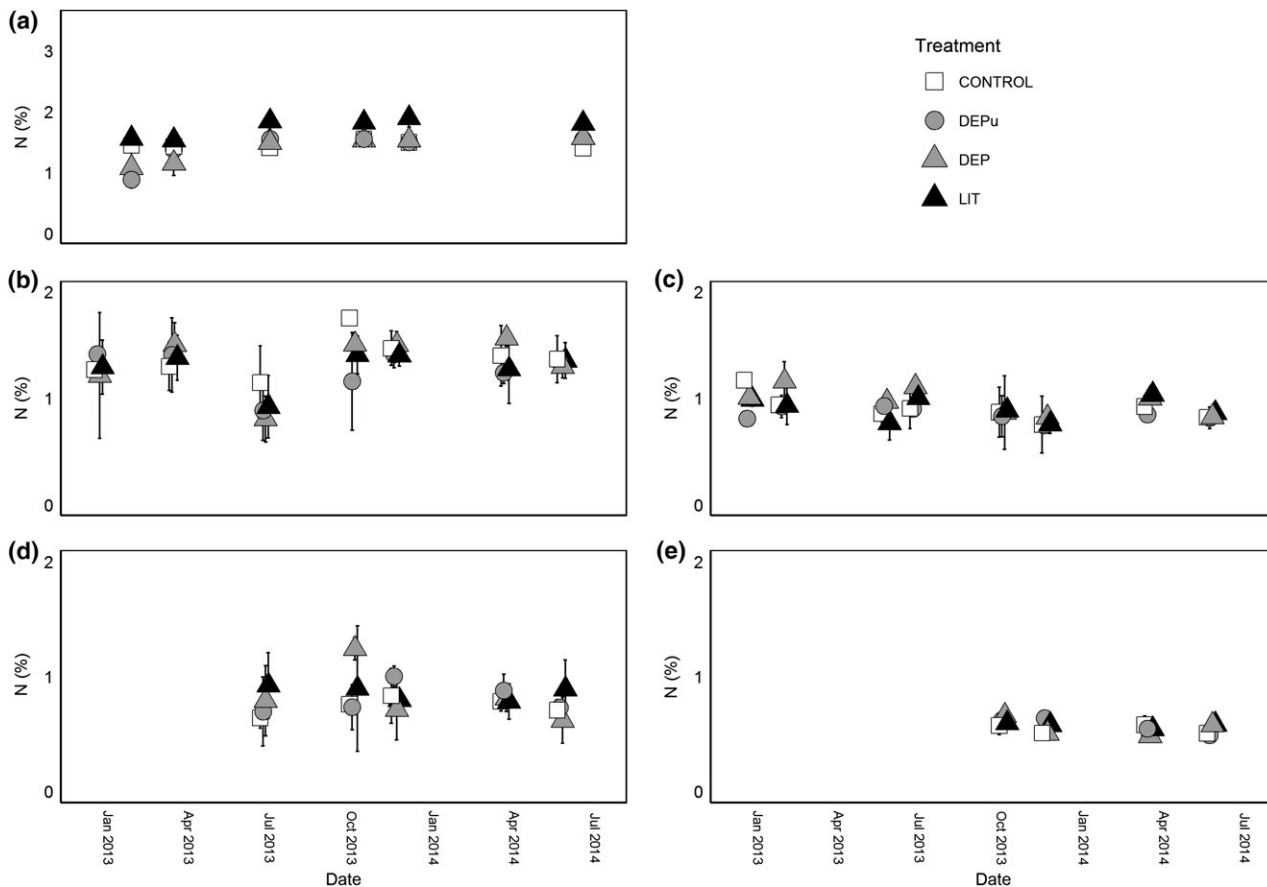 (a)
3
2
1
0
N (%)
Treatment
CONTROL
DEPu
DEP
LIT
(b)
2
1
0
N (%)
(c)
2
1
0
N (%)
(d)
2
1
0
N (%)
Jan 2013
Apr 2013
Jul 2013
Oct 2013
Jan 2014
Apr 2014
Jul 2014
Date
(e)
2
1
0
N (%)
Jan 2013
Apr 2013
Jul 2013
Oct 2013
Jan 2014
Apr 2014
Jul 2014
Date